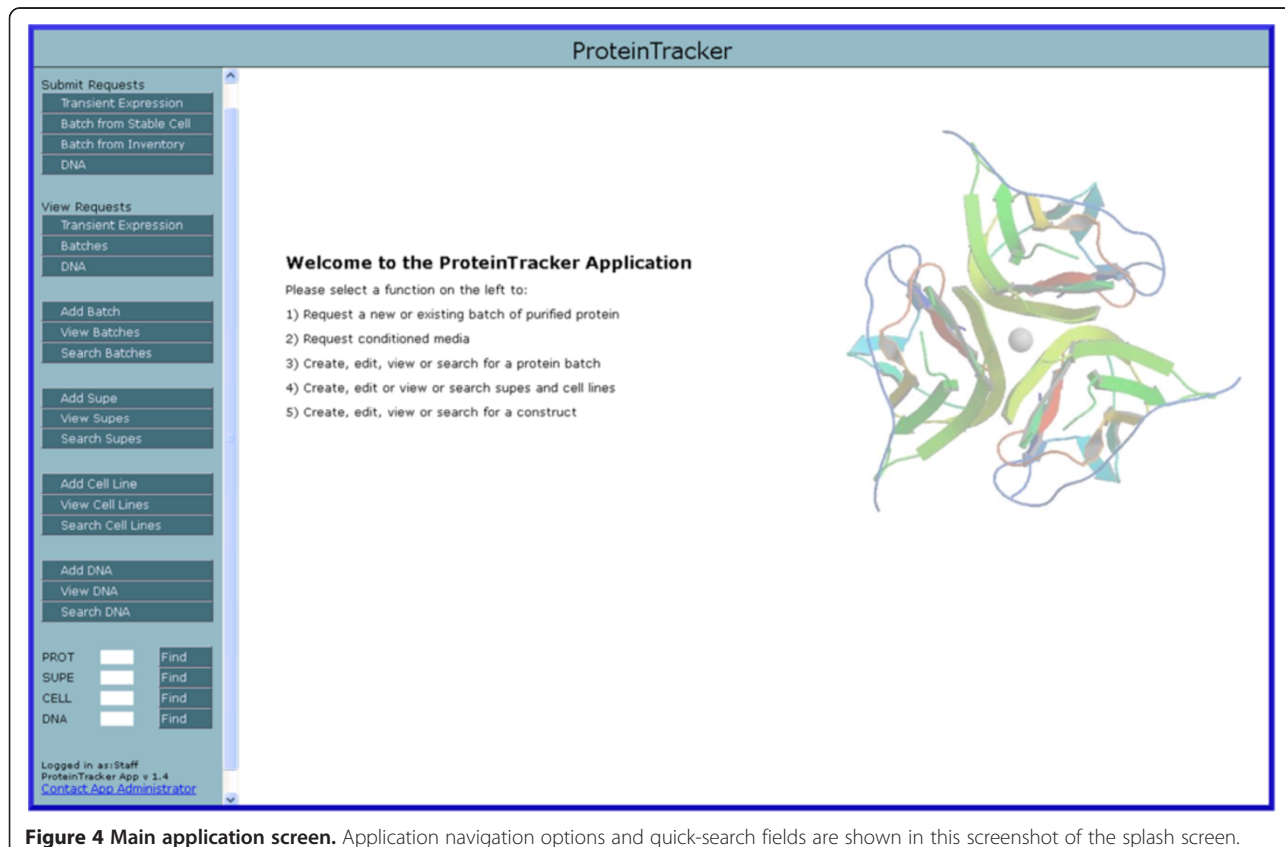 ProteinTracker
Submit Requests
Transient Expression
Batch from Stable Cell
Batch from Inventory
DNA
View Requests
Transient Expression
Batches
DNA
Add Batch
View Batches
Search Batches
Add Supe
View Supes
Search Supes
Add Cell Line
View Cell Lines
Search Cell Lines
Add DNA
View DNA
Search DNA
PROT Find
SUPE Find
CELL Find
DNA Find
Logged in as:Staff
ProteinTracker App v 1.4
Contact App Administrator
Welcome to the ProteinTracker Application
Please select a function on the left to:
1) Request a new or existing batch of purified protein
2) Request conditioned media
3) Create, edit, view or search for a protein batch
4) Create, edit or view or search supes and cell lines
5) Create, edit, view or search for a construct
Figure 4 Main application screen. Application navigation options and quick-search fields are shown in this screenshot of the splash screen.